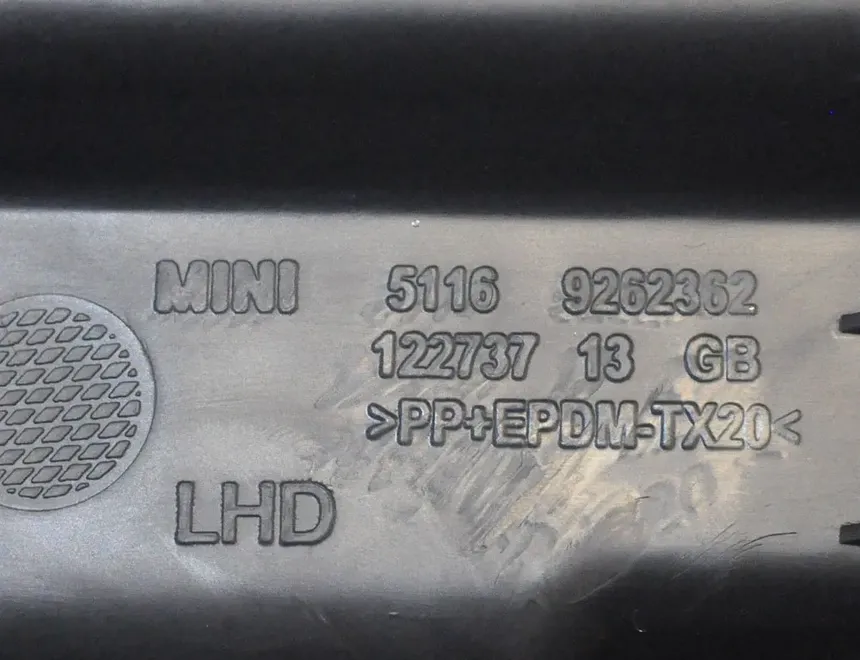 MINI 5116 9262362
122737 13 GB
>PP+EPDM-TX20<
LHD